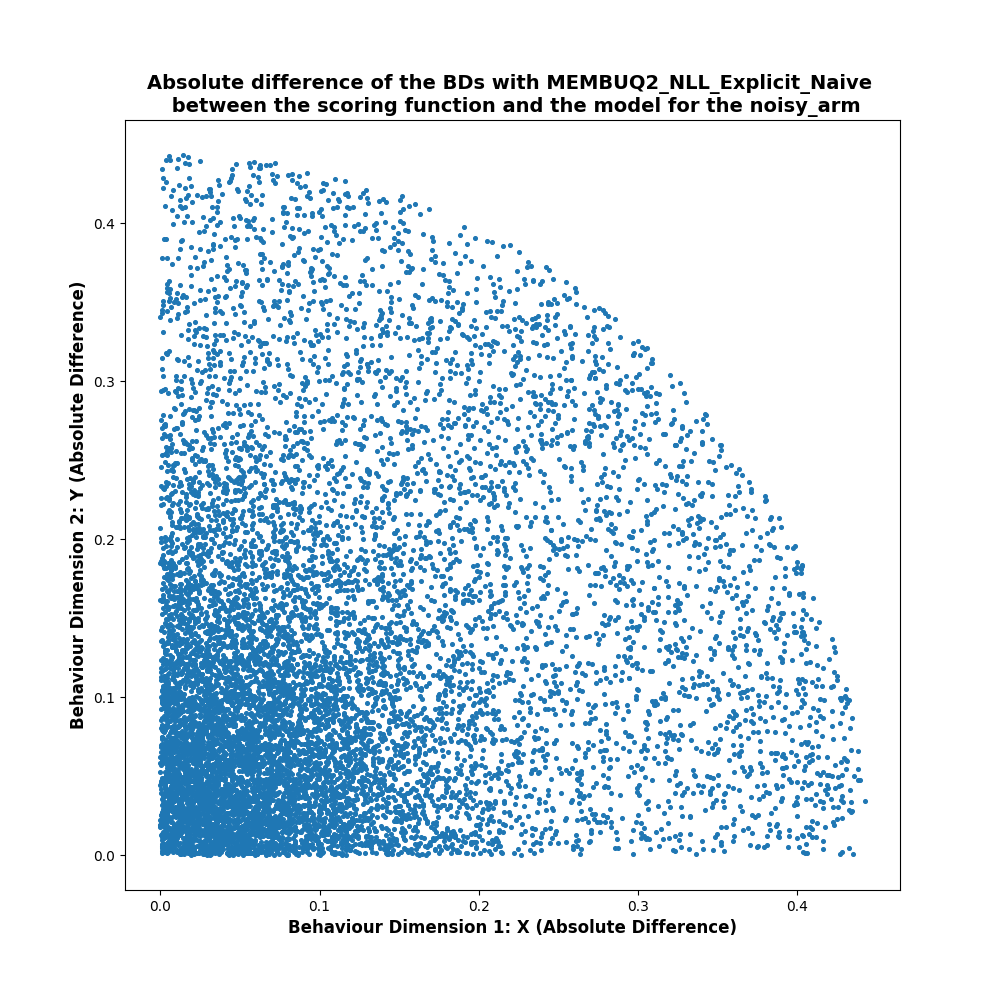 Absolute difference of the BDs with MEMBUQ2_NLL_Explicit_Naive
between the scoring function and the model for the noisy_arm
Behaviour Dimension 2: Y (Absolute Difference)
0.4
0.3
0.2
0.1
0.0
0.0 0.1 0.2 0.3 0.4
Behaviour Dimension 1: X (Absolute Difference)